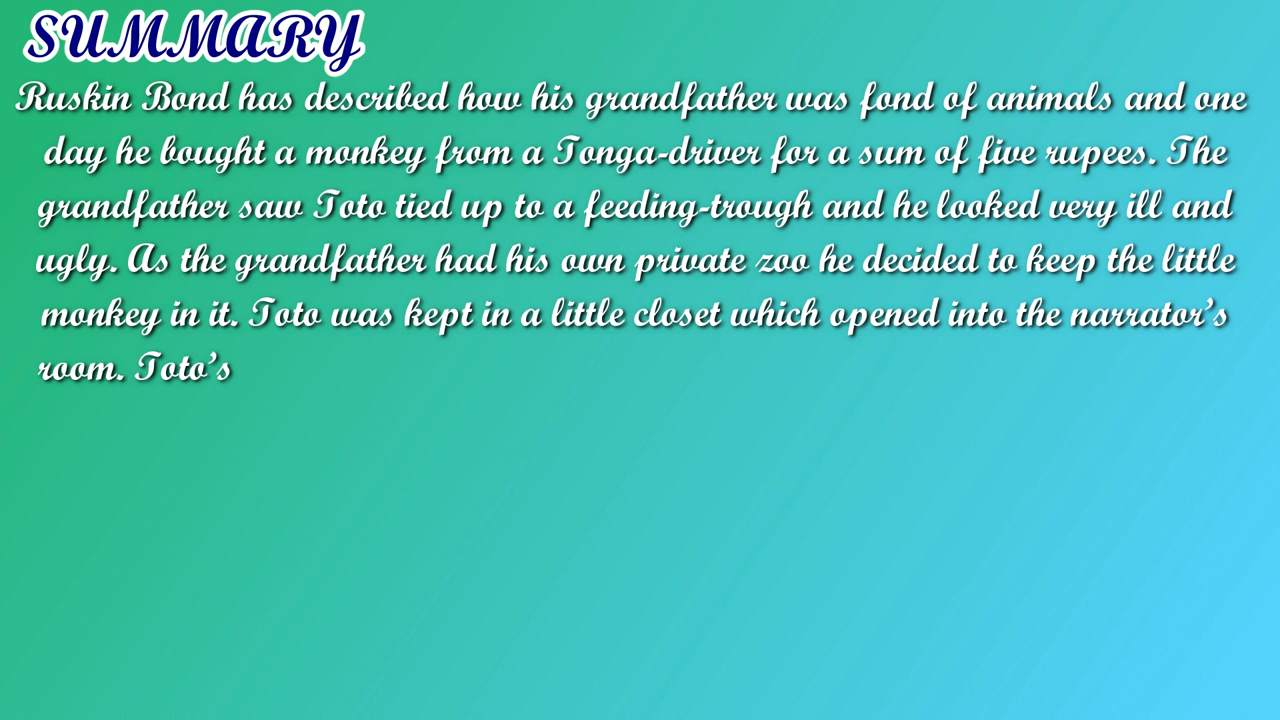 SUMMARY
Ruskin Bond has described how his grandfather was fond of animals and one
day he bought a monkey from a Tonga-driver for a sum of five rupees. The
grandfather saw Toto tied up to a feeding-trough and he looked very ill and
ugly. As the grandfather had his own private zoo he decided to keep the little
monkey in it. Toto was kept in a little closet which opened into the narrator’s
room. Toto’s